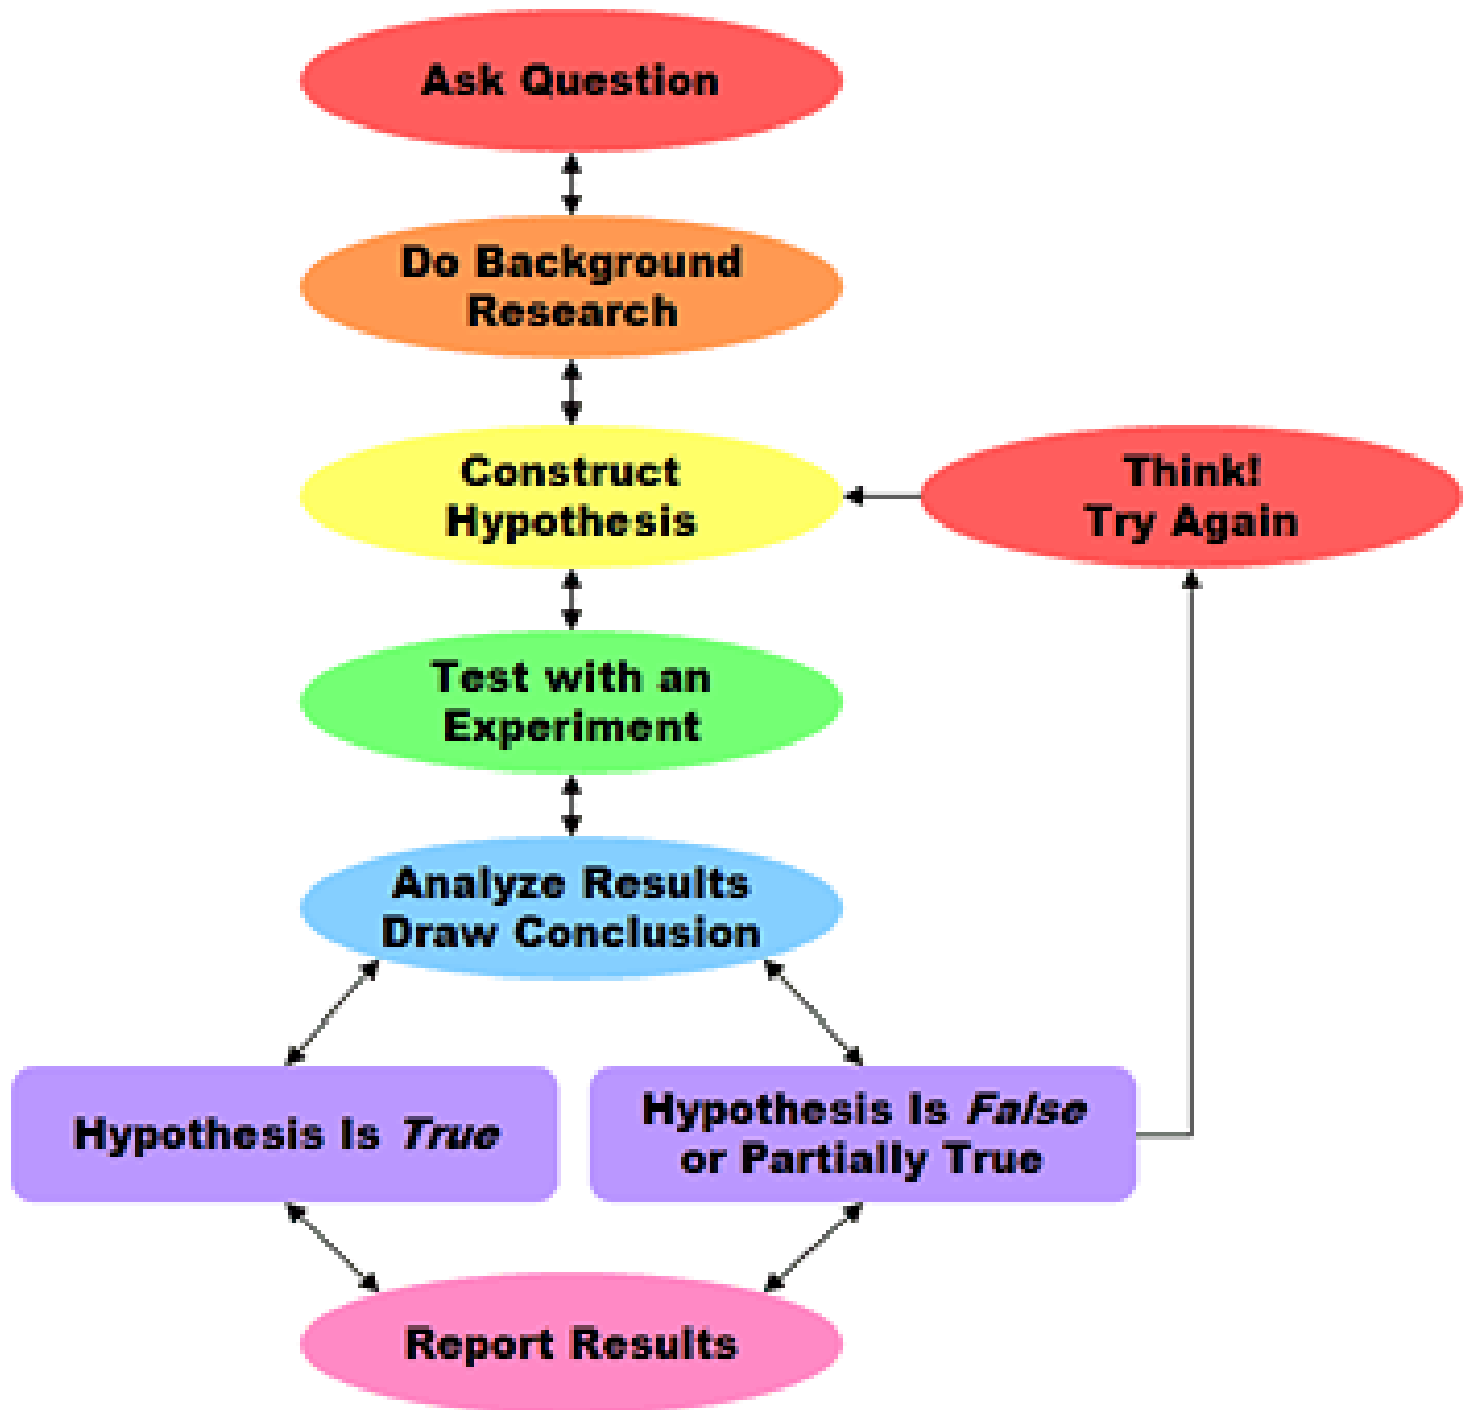 Ask Question
Do Background
Research
Construct
Hypothesis
Think!
Try Again
Test with an
Experiment
Analyze Results
Draw Conclusion
Hypothesis Is True
Hypothesis Is False
or Partially True
Report Results